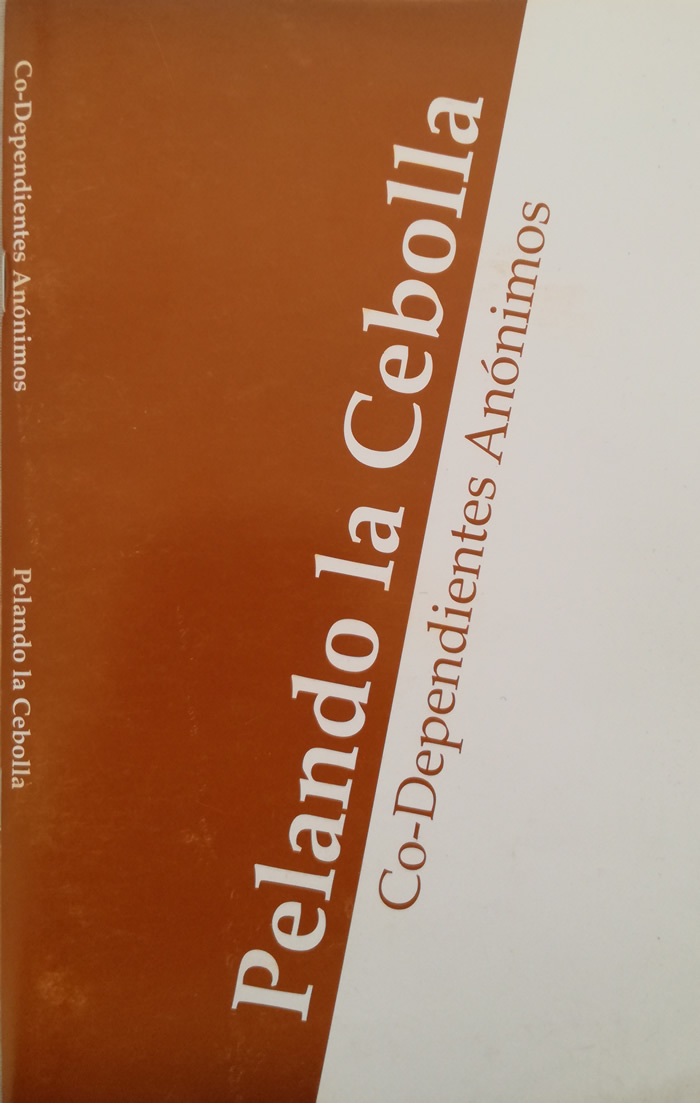 Co-Dependientes Anónimos Pelando la Cebolla
Pelando la Cebolla
Co-Dependientes Anónimos